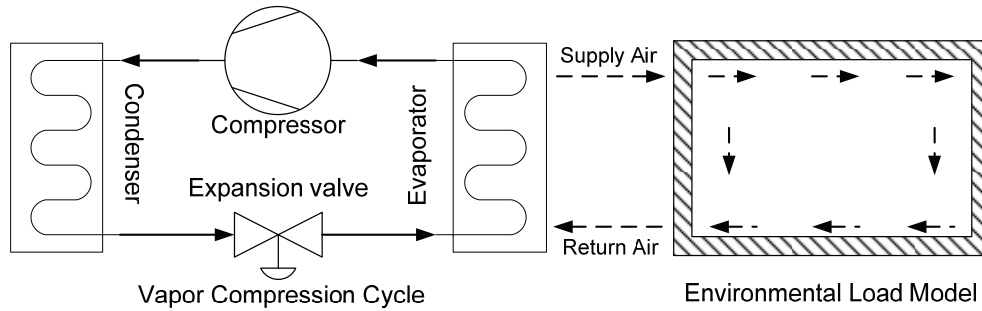 Supply Air
Condenser
Compressor
Evaporator
Expansion valve
Return Air
Vapor Compression Cycle
Environmental Load Model